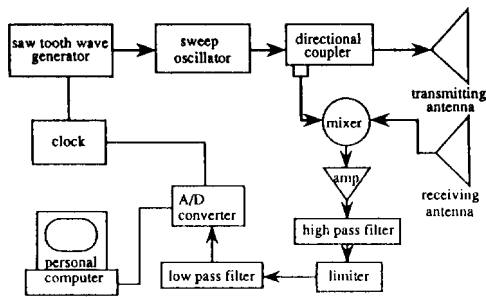 saw tooth wave
generator
sweep
oscillator
directional
coupler
transmitting
antenna
clock
mixer
receiving
antenna
amp
A/D
converter
high pass filter
personal
computer
low pass filter
limiter